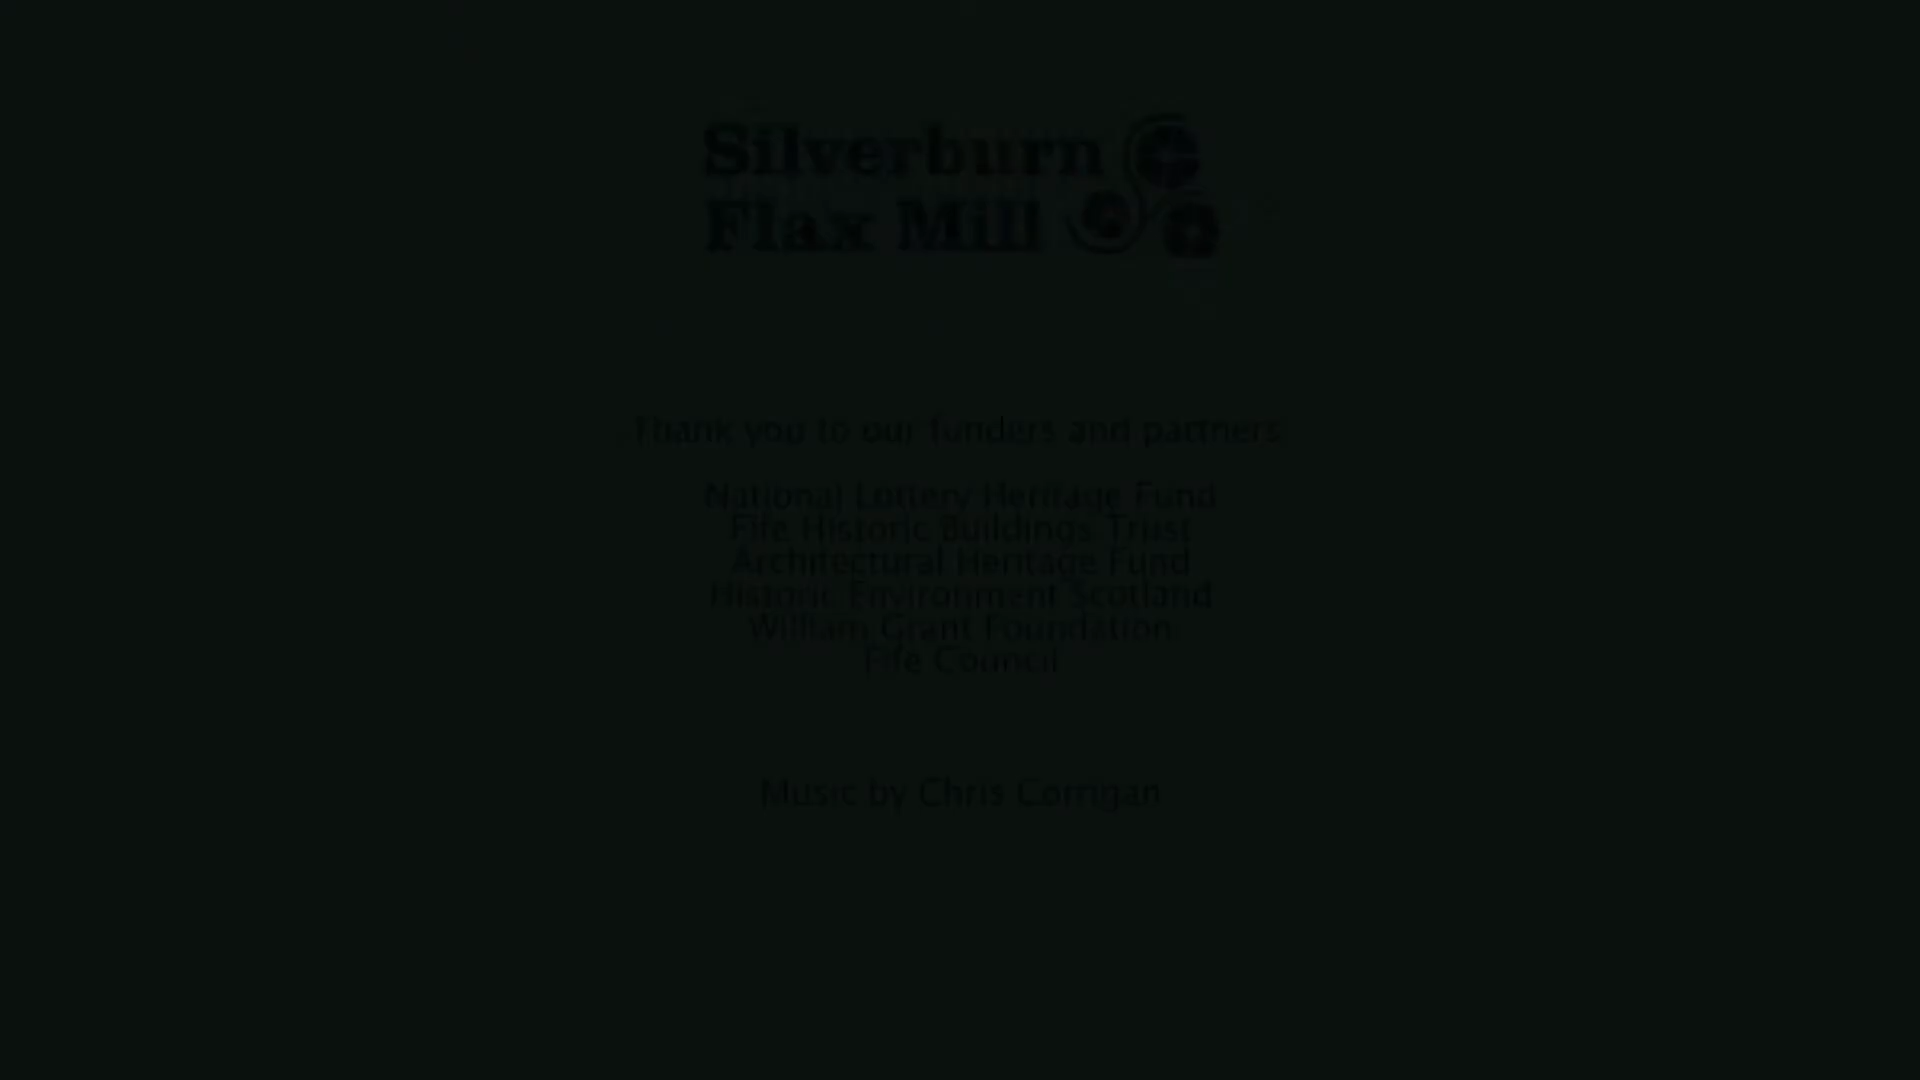 Silverburn
Flax Mill
Thank you to our funders and partners
National Lottery Heritage Fund
Fife Historic Buildings Trust
Architectural Heritage Fund
Historic Environment Scotland
William Grant Foundation
Fife Council
Music by Chris Corrigan